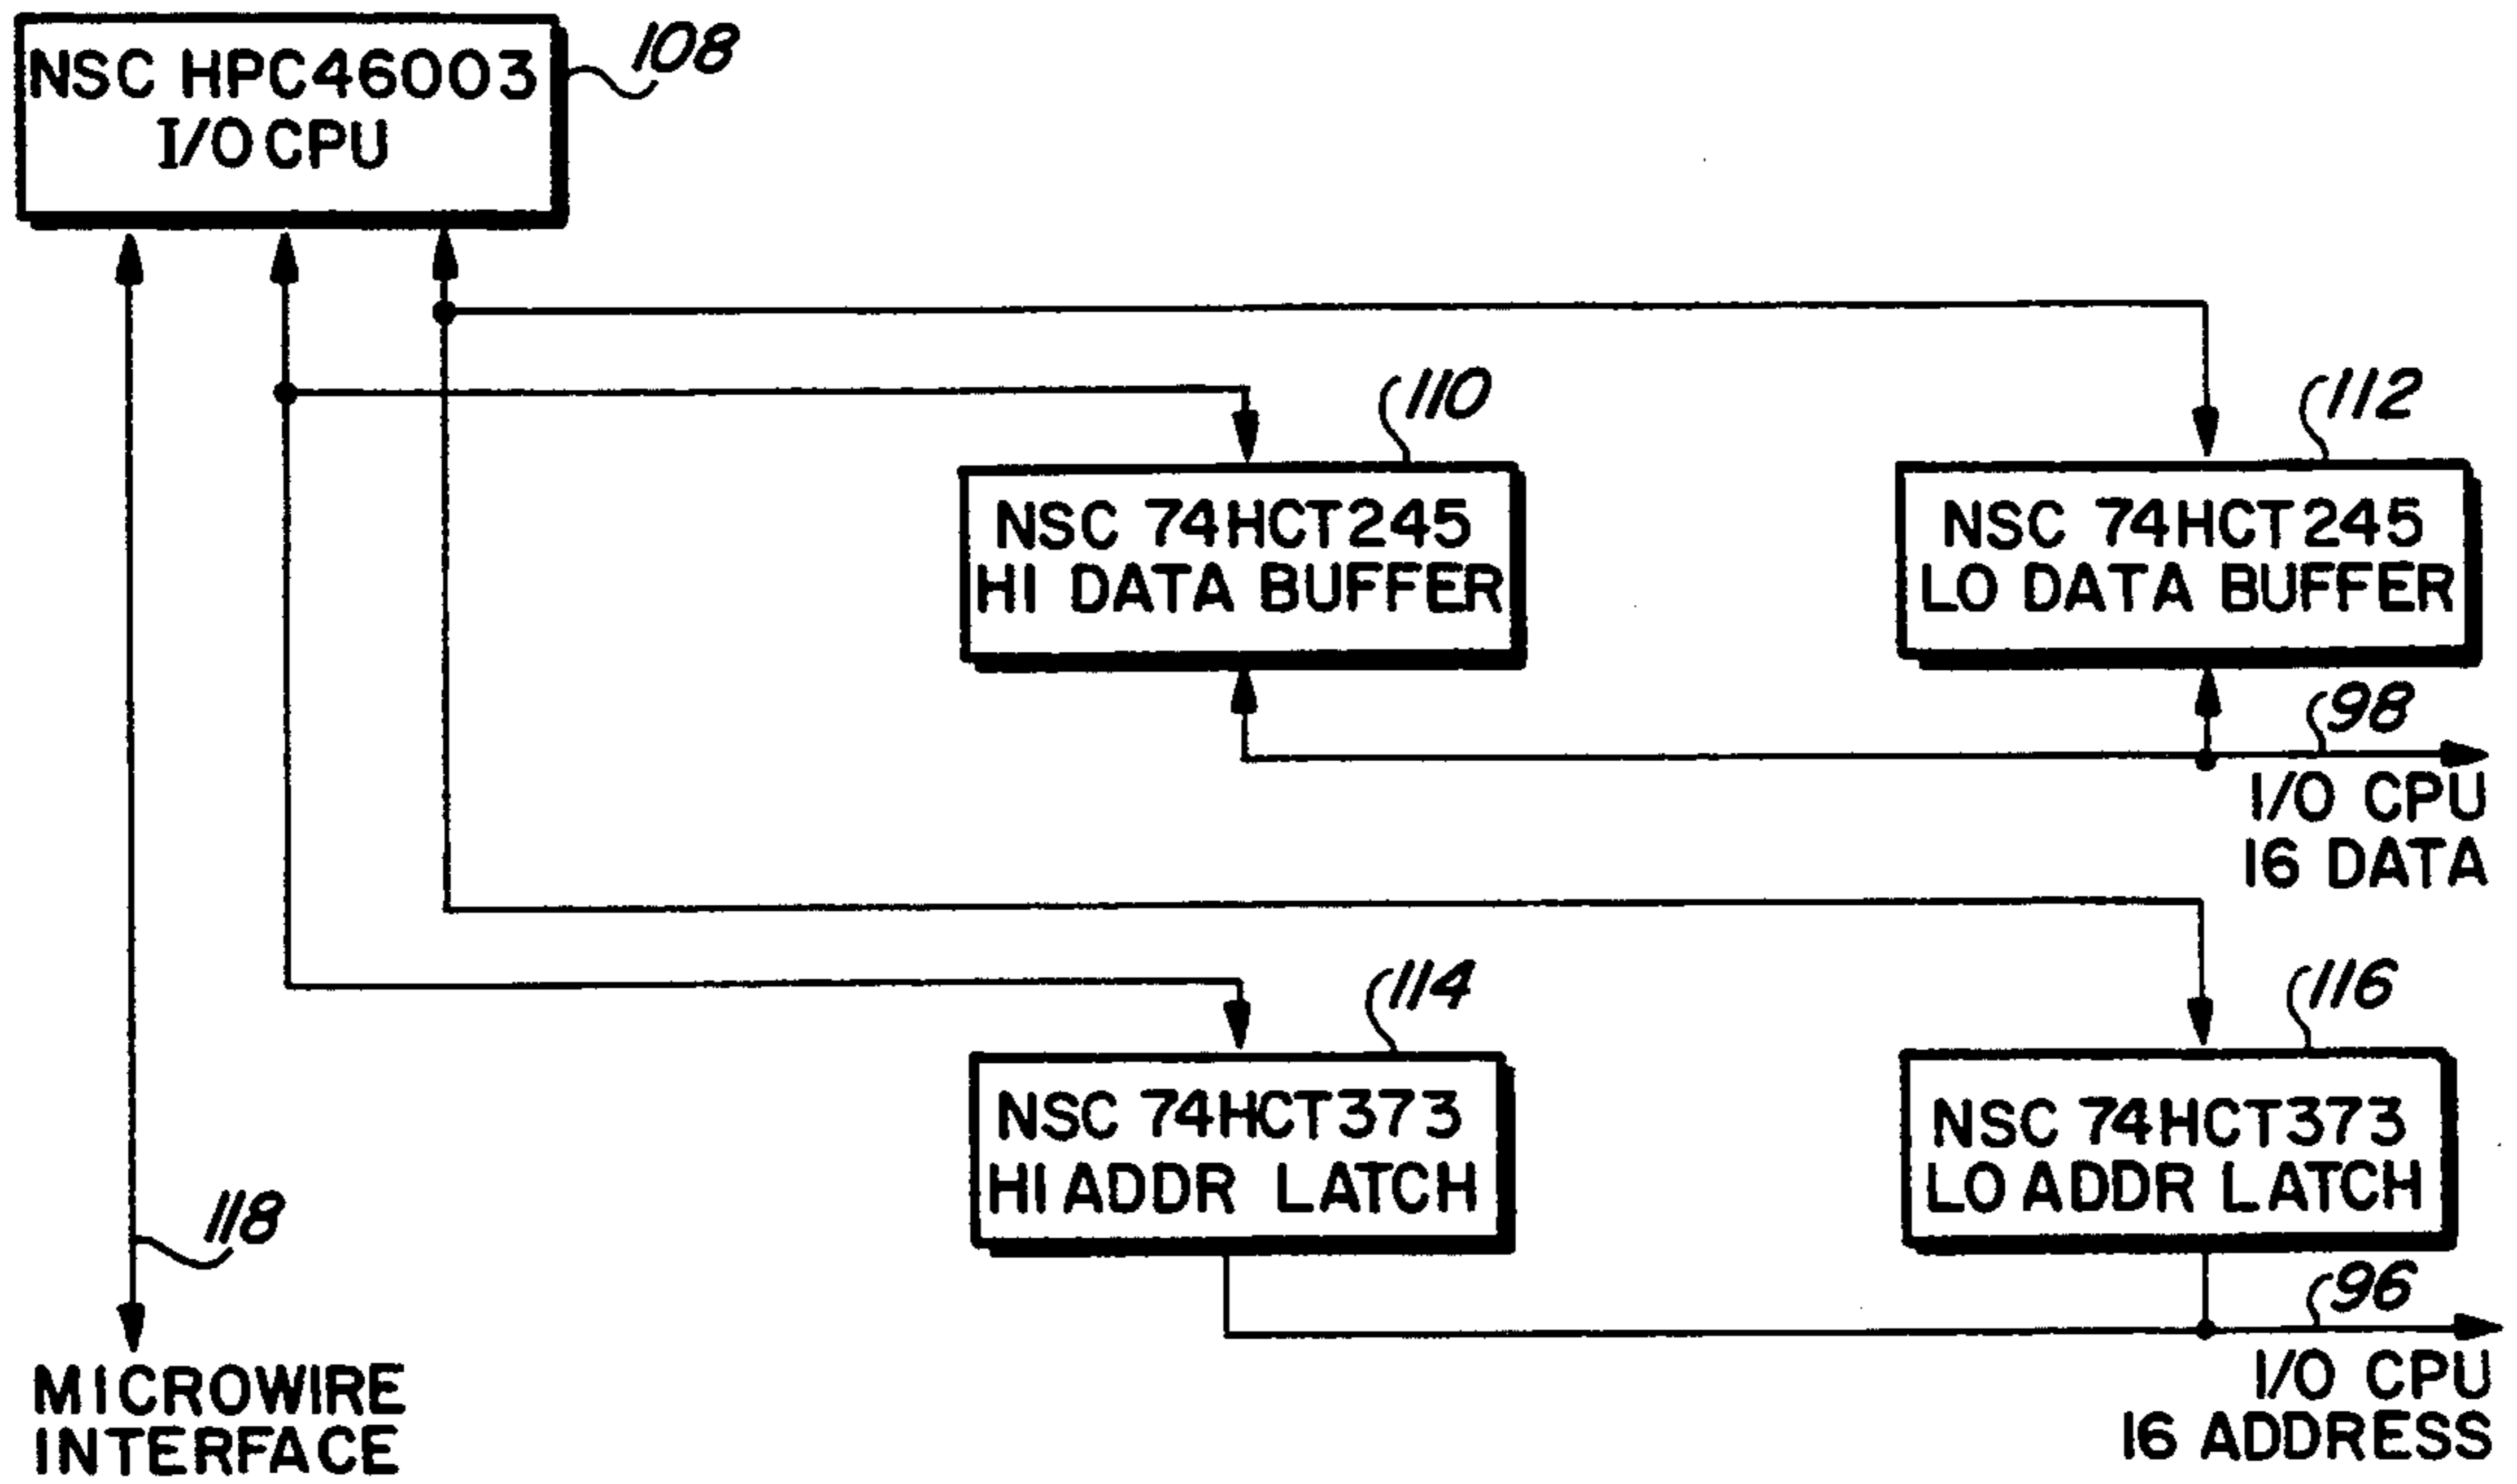 NSC HPC46003
I/O CPU
108
110
112
NSC 74HCT245
HI DATA BUFFER
NSC 74HCT245
LO DATA BUFFER
98
I/O CPU
16 DATA
114
116
NSC 74HCT373
HI ADDR LATCH
NSC 74HCT373
LO ADDR LATCH
118
96
MICROWIRE
INTERFACE
I/O CPU
16 ADDRESS